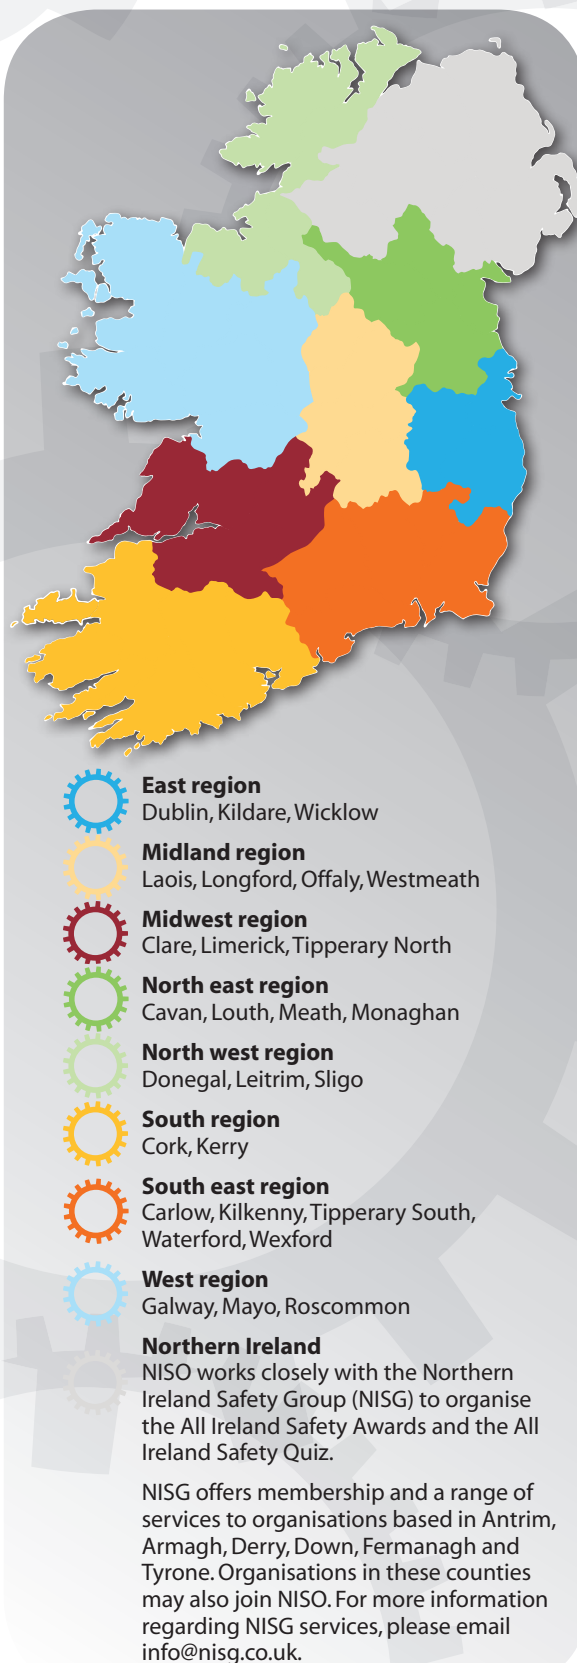 East region
Dublin, Kildare, Wicklow
Midland region
Laois, Longford, Offaly, Westmeath
Midwest region
Clare, Limerick, Tipperary North
North east region
Cavan, Louth, Meath, Monaghan
North west region
Donegal, Leitrim, Sligo
South region
Cork, Kerry
South east region
Carlow, Kilkenny, Tipperary South,
Waterford, Wexford
West region
Galway, Mayo, Roscommon
Northern Ireland
NISO works closely with the Northern
Ireland Safety Group (NISG) to organise
the All Ireland Safety Awards and the All
Ireland Safety Quiz.
NISG offers membership and a range of
services to organisations based in Antrim,
Armagh, Derry, Down, Fermanagh and
Tyrone. Organisations in these counties
may also join NISO. For more information
regarding NISG services, please email
info@nisg.co.uk.